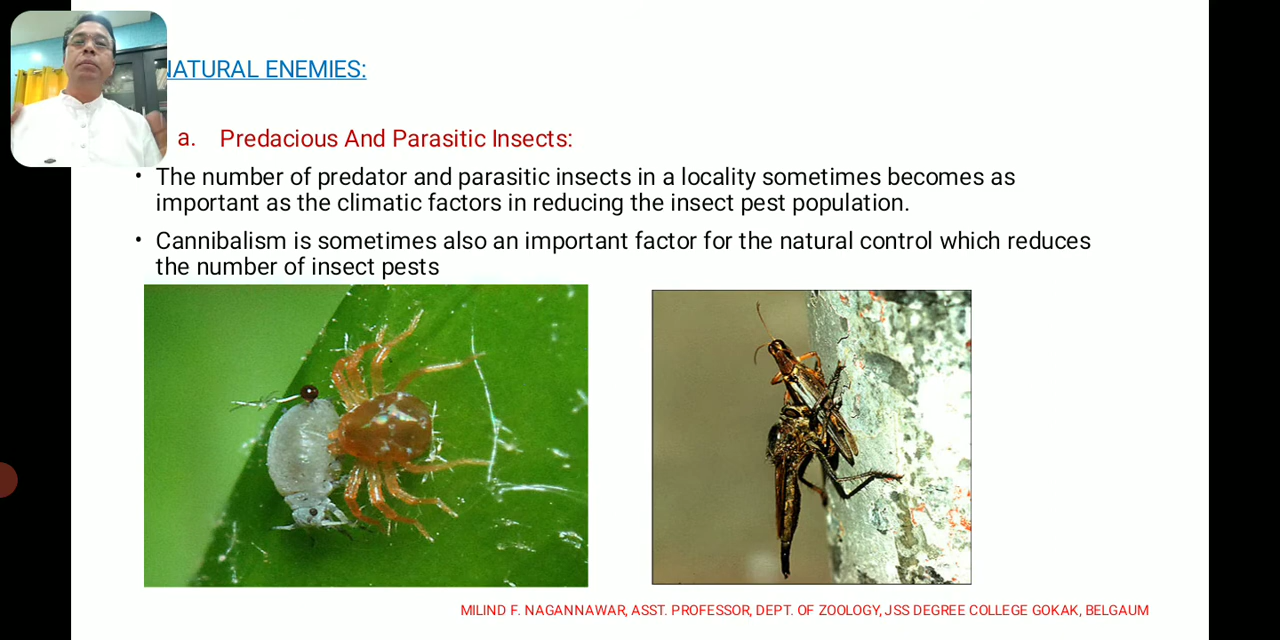 NATURAL ENEMIES:
a. Predacious And Parasitic Insects:
• The number of predator and parasitic insects in a locality sometimes becomes as
important as the climatic factors in reducing the insect pest population.
• Cannibalism is sometimes also an important factor for the natural control which reduces
the number of insect pests
MILIND F. NAGANNAWAR, ASST. PROFESSOR, DEPT. OF ZOOLOGY, JSS DEGREE COLLEGE GOKAK, BELGAUM